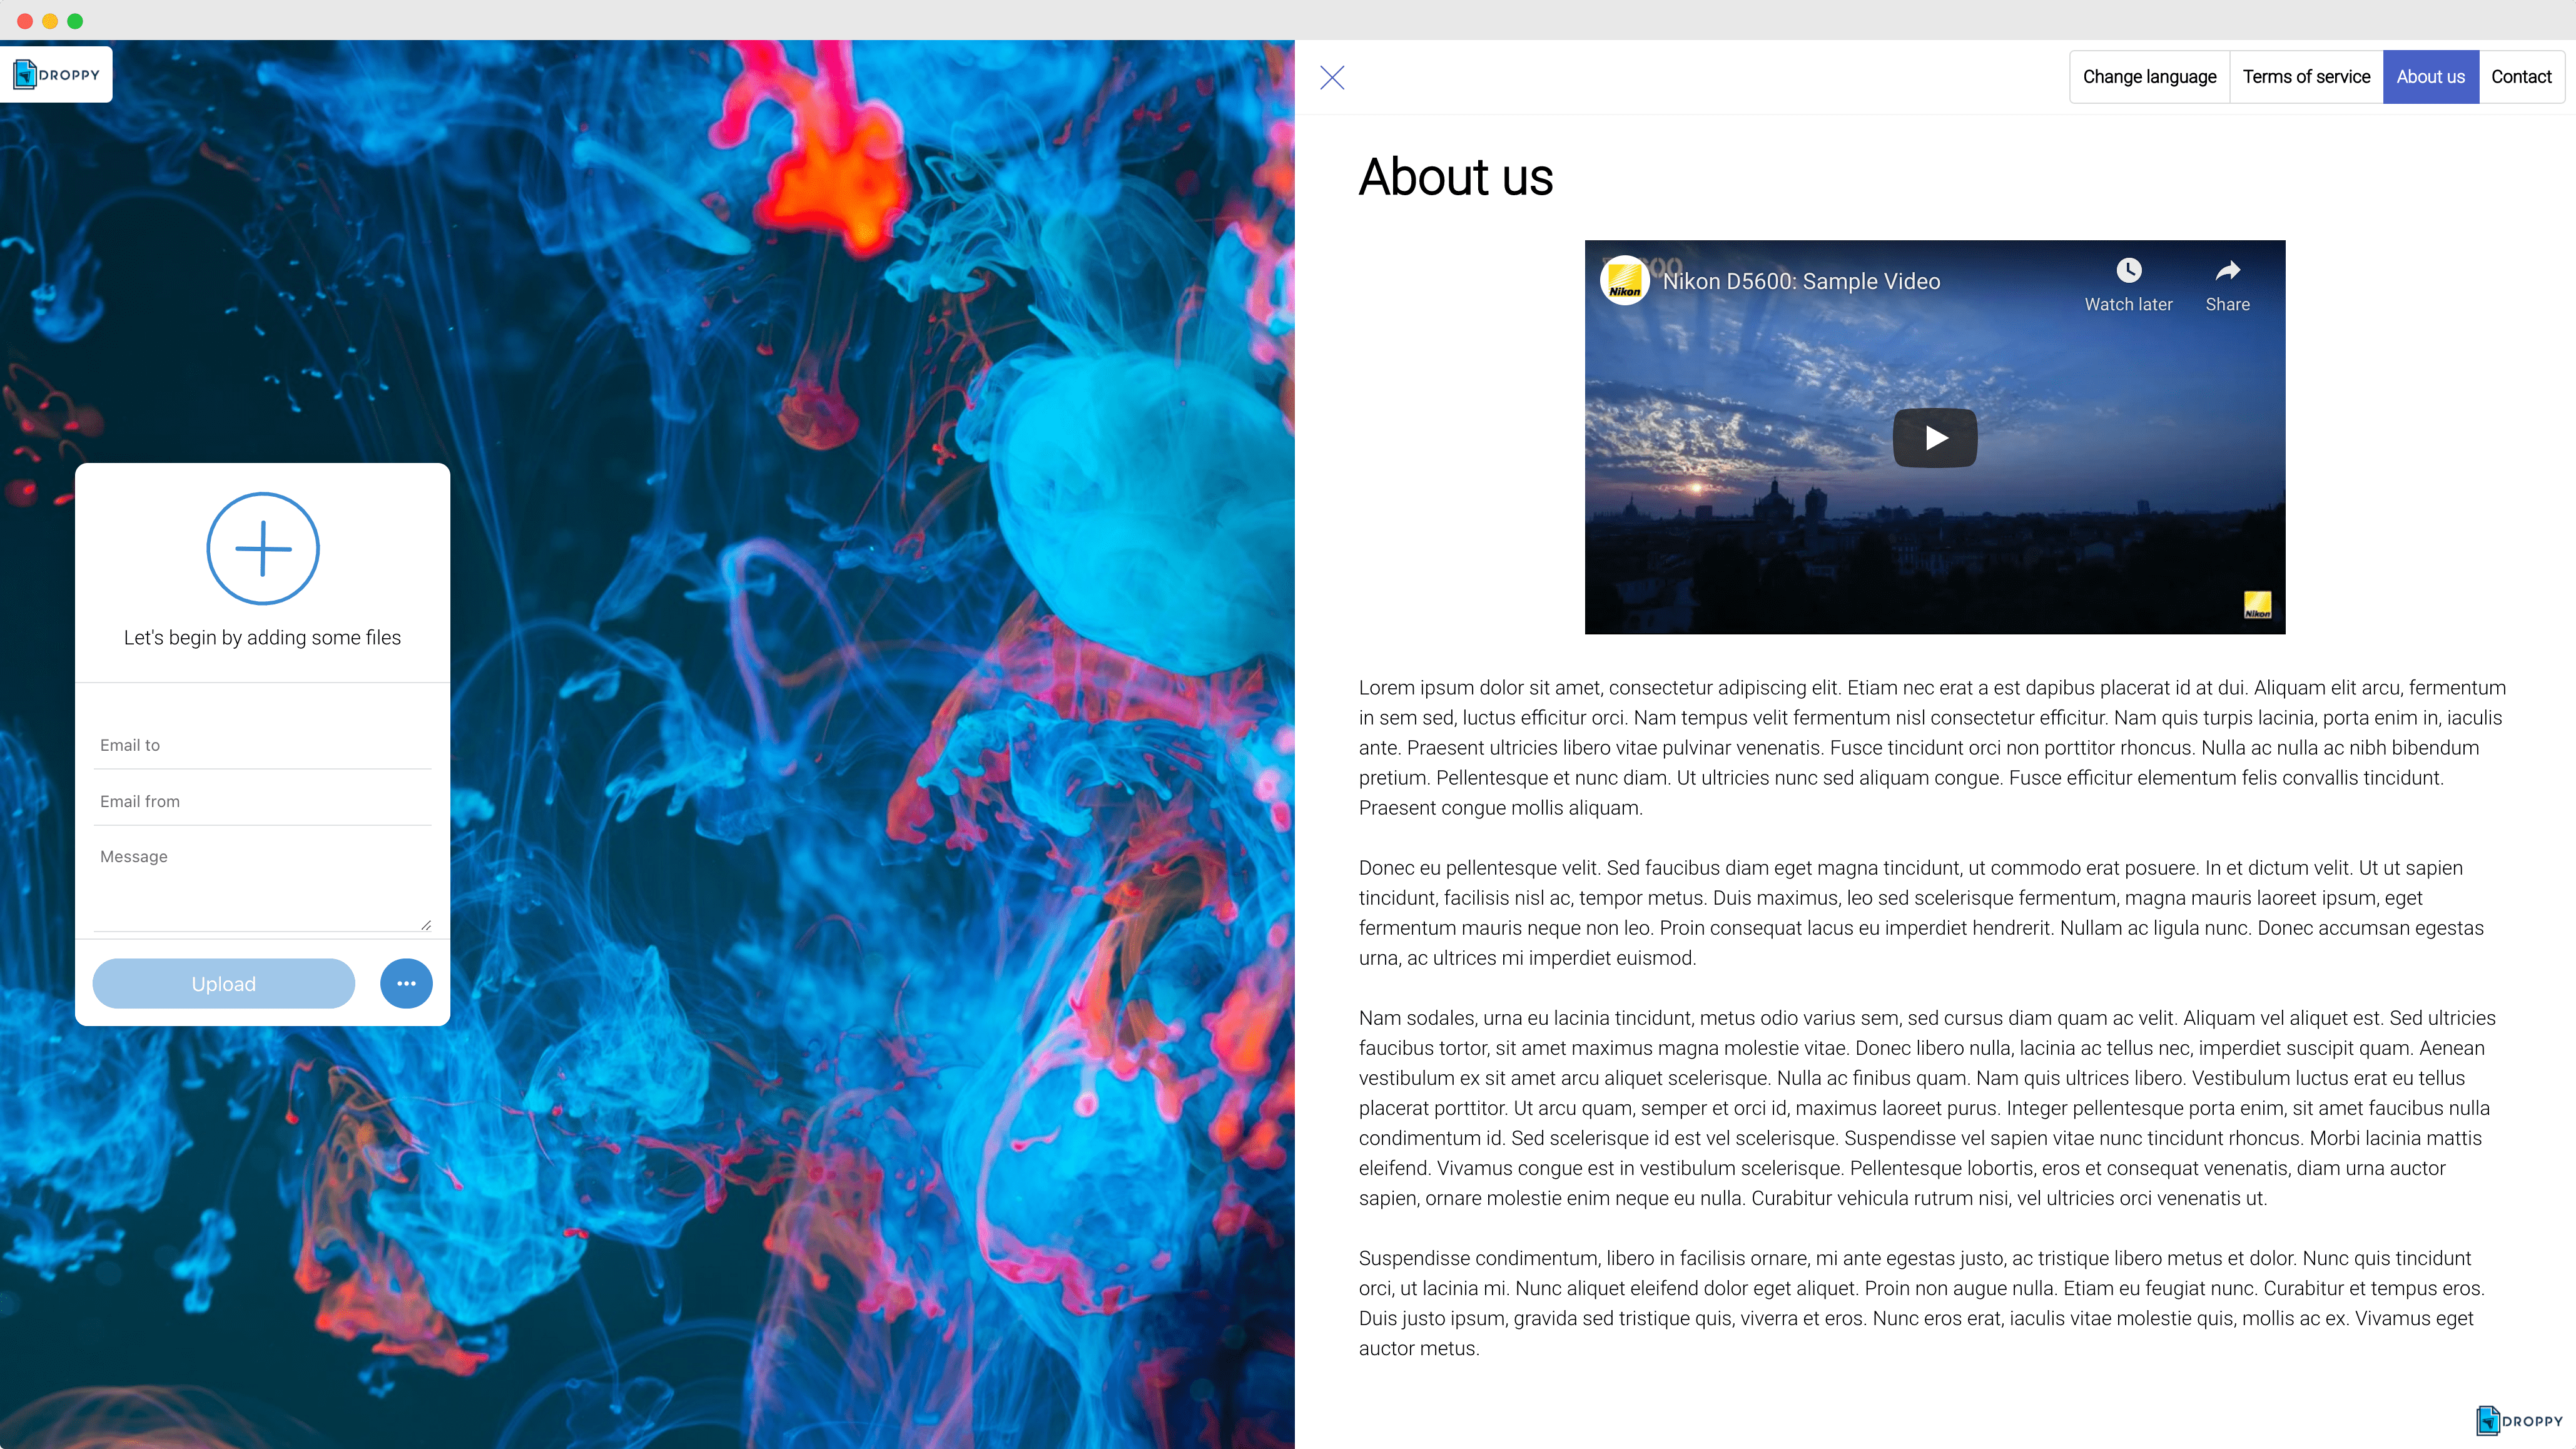 DROPPY
Let's begin by adding some files
Email to
Email from
Message
Upload
Change language
Terms of service
About us
Contact
About us
Nikon
Nikon D5600: Sample Video
Watch later
Share
Nikon
Lorem ipsum dolor sit amet, consectetur adipiscing elit. Etiam nec erat a est dapibus placerat id at dui. Aliquam elit arcu, fermentum
in sem sed, luctus efficitur orci. Nam tempus velit fermentum nisl consectetur efficitur. Nam quis turpis lacinia, porta enim in, iaculis
ante. Praesent ultricies libero vitae pulvinar venenatis. Fusce tincidunt orci non porttitor rhoncus. Nulla ac nulla ac nibh bibendum
pretium. Pellentesque et nunc diam. Ut ultricies nunc sed aliquam congue. Fusce efficitur elementum felis convallis tincidunt.
Praesent congue mollis aliquam.
Donec eu pellentesque velit. Sed faucibus diam eget magna tincidunt, ut commodo erat posuere. In et dictum velit. Ut ut sapien
tincidunt, facilisis nisl ac, tempor metus. Duis maximus, leo sed scelerisque fermentum, magna mauris laoreet ipsum, eget
fermentum mauris neque non leo. Proin consequat lacus eu imperdiet hendrerit. Nullam ac ligula nunc. Donec accumsan egestas
urna, ac ultrices mi imperdiet euismod.
Nam sodales, urna eu lacinia tincidunt, metus odio varius sem, sed cursus diam quam ac velit. Aliquam vel aliquet est. Sed ultricies
faucibus tortor, sit amet maximus magna molestie vitae. Donec libero nulla, lacinia ac tellus nec, imperdiet suscipit quam. Aenean
vestibulum ex sit amet arcu aliquet scelerisque. Nulla ac finibus quam. Nam quis ultrices libero. Vestibulum luctus erat eu tellus
placerat porttitor. Ut arcu quam, semper et orci id, maximus laoreet purus. Integer pellentesque porta enim, sit amet faucibus nulla
condimentum id. Sed scelerisque id est vel scelerisque. Suspendisse vel sapien vitae nunc tincidunt rhoncus. Morbi lacinia mattis
eleifend. Vivamus congue est in vestibulum scelerisque. Pellentesque lobortis, eros et consequat venenatis, diam urna auctor
sapien, ornare molestie enim neque eu nulla. Curabitur vehicula rutrum nisi, vel ultricies orci venenatis ut.
Suspendisse condimentum, libero in facilisis ornare, mi ante egestas justo, ac tristique libero metus et dolor. Nunc quis tincidunt
orci, ut lacinia mi. Nunc aliquet eleifend dolor eget aliquet. Proin non augue nulla. Etiam eu feugiat nunc. Curabitur et tempus eros.
Duis justo ipsum, gravida sed tristique quis, viverra et eros. Nunc eros erat, iaculis vitae molestie quis, mollis ac ex. Vivamus eget
auctor metus.
DROPPY